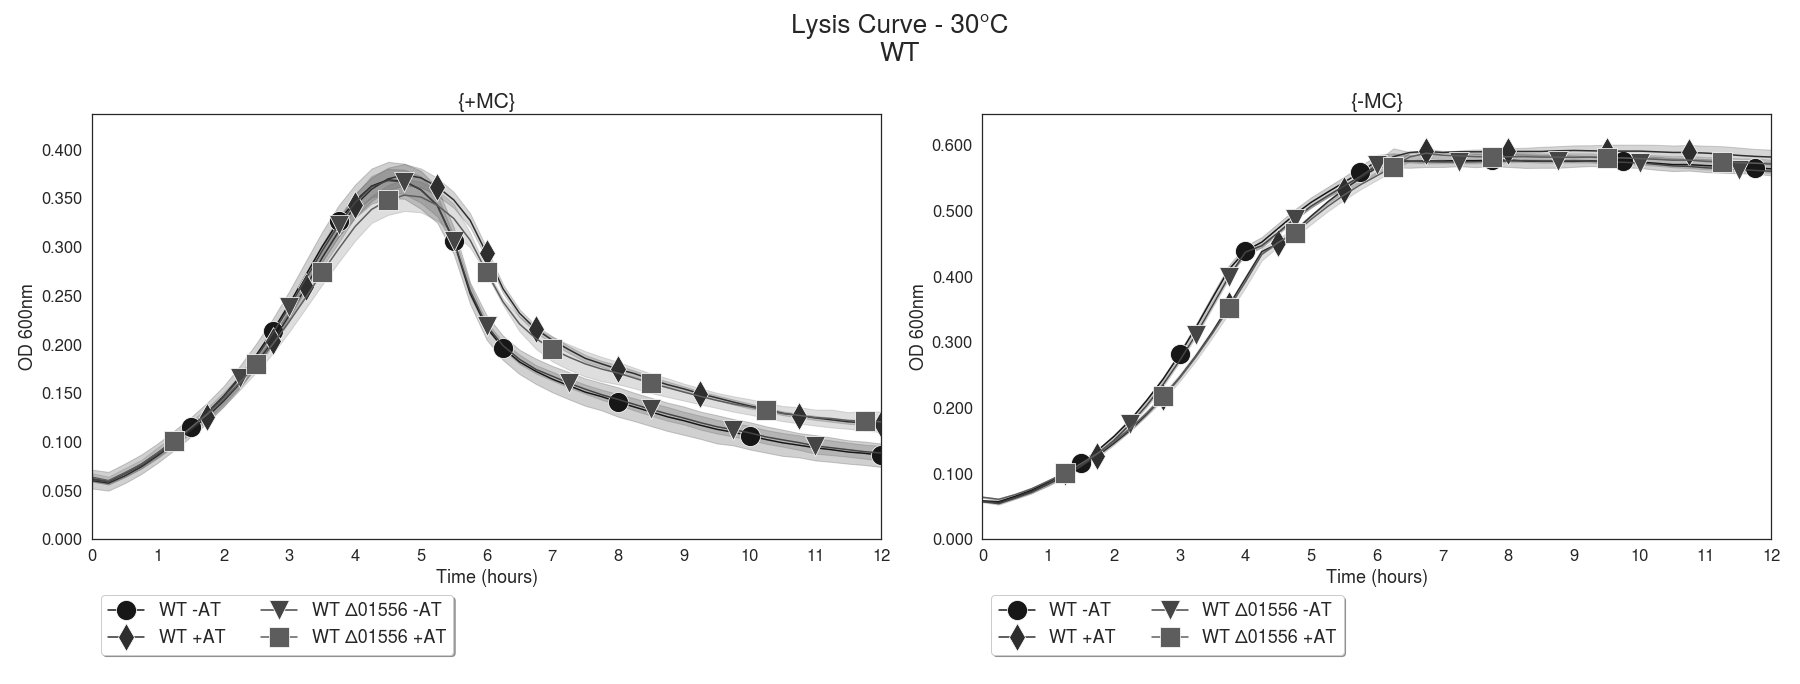 Lysis Curve - 30°C
WT
{+MC}
0.400
0.350
0.300
0.250
0.200
0.150
0.100
0.050
0.000
OD 600nm
0 1 2 3 4 5 6 7 8 9 10 11 12
Time (hours)
WT -AT
WT +AT
WT Δ01556 -AT
WT Δ01556 +AT
{-MC}
0.600
0.500
0.400
0.300
0.200
0.100
0.000
OD 600nm
0 1 2 3 4 5 6 7 8 9 10 11 12
Time (hours)
WT -AT
WT +AT
WT Δ01556 -AT
WT Δ01556 +AT